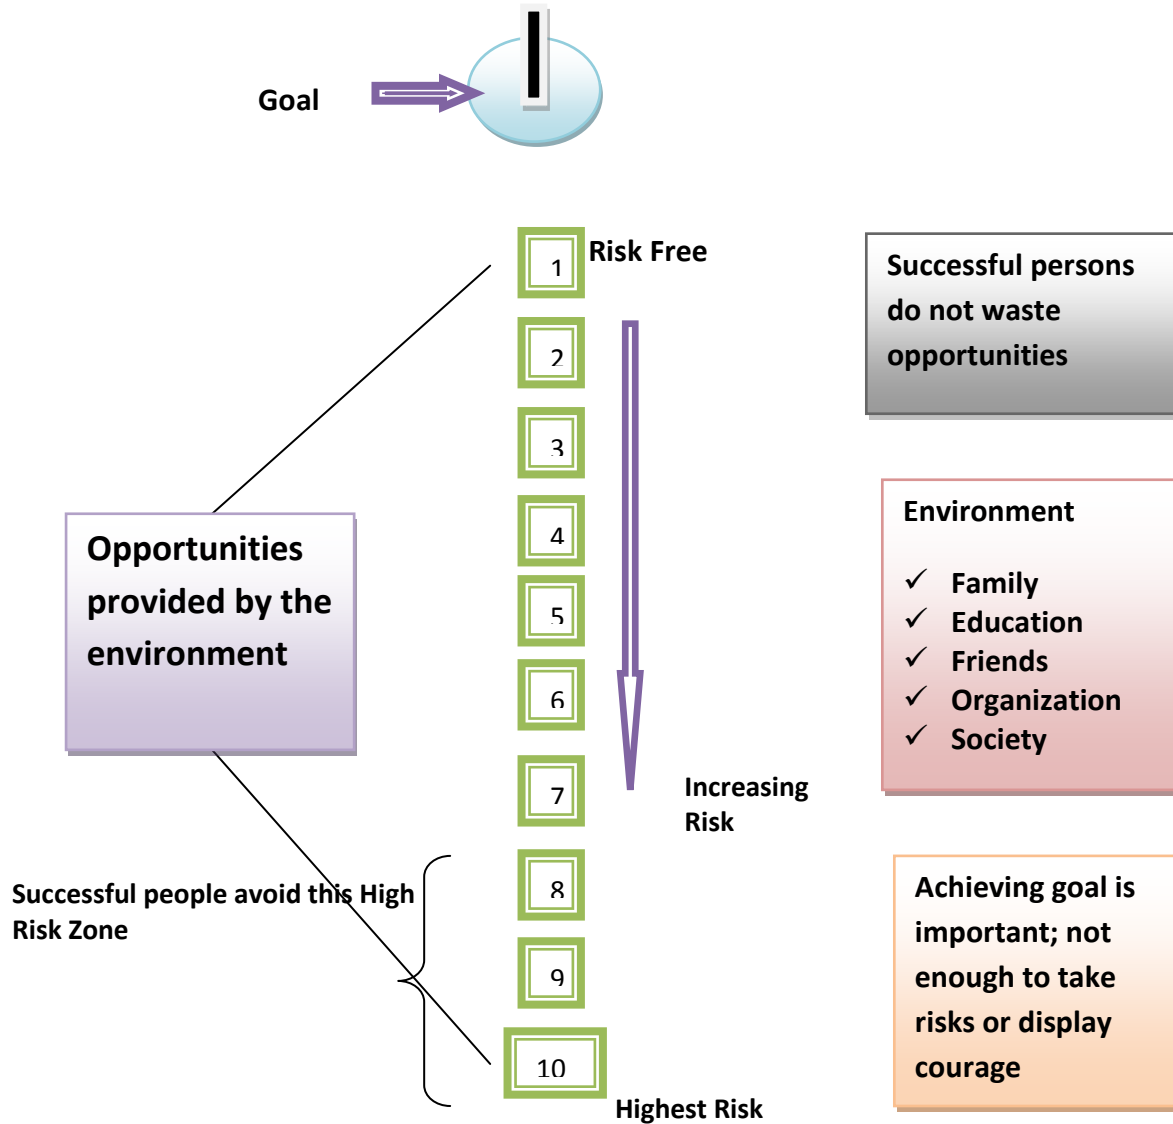 Goal
1
Risk Free
2
3
4
5
6
7
8
9
10
Increasing
Risk
Highest Risk
Opportunities
provided by the
environment
Successful people avoid this High
Risk Zone
Successful persons
do not waste
opportunities
Environment
✓ Family
✓ Education
✓ Friends
✓ Organization
✓ Society
Achieving goal is
important; not
enough to take
risks or display
courage